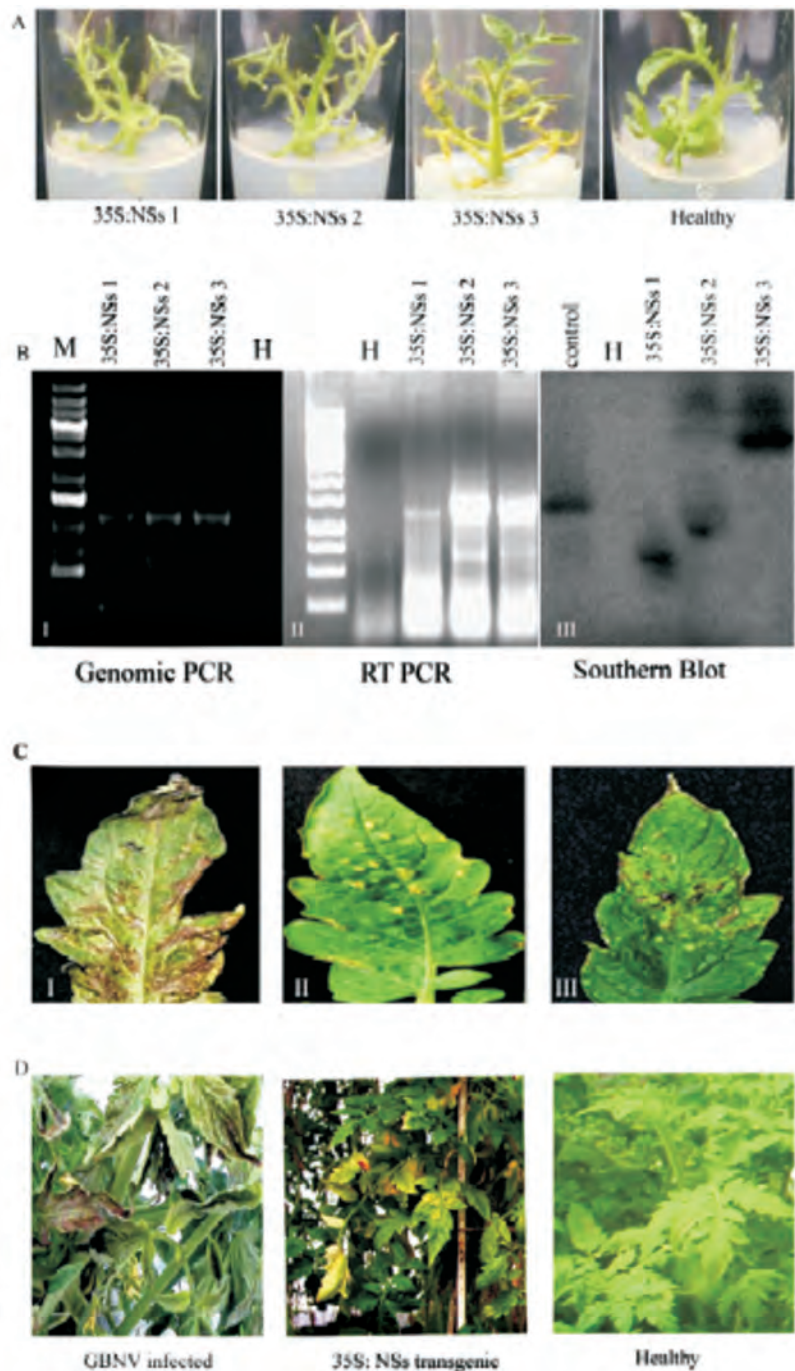 A
35S:NSs 1
35S:NSs 2
35S:NSs 3
Healthy
B
M
35S:NSs 1
35S:NSs 2
35S:NSs 3
H
H
35S:NSs 1
35S:NSs 2
35S:NSs 3
control
H
35S:NSs 1
35S:NSs 2
35S:NSs 3
I
II
III
Genomic PCR
RT PCR
Southern Blot
C
I
II
III
D
GBNV infected
35S: NSs transgenic
Healthy